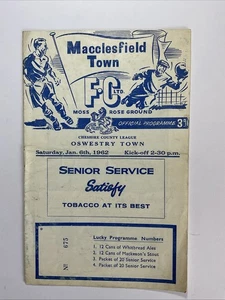 Macclesfield
Town
F.C LTD.
MOSS ROSE GROUND
OFFICIAL PROGRAMME 3D
CHESHIRE COUNTY LEAGUE
OSWESTRY TOWN
Saturday, Jan. 6th, 1962 Kick-off 2-30 p.m.
SENIOR SERVICE
Satisfy
TOBACCO AT ITS BEST
No 675
Lucky Programme Numbers
1. 12 Cans of Whitbread Ales
2. 12 Cans of Mackeson's Stout
3. Packet of 20 Senior Service
4. Packet of 20 Senior Service